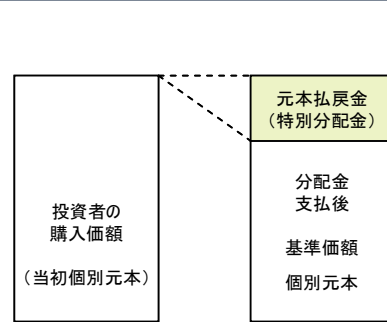 投資者の
購入価額
（当初個別元本）
元本払戻金
（特別分配金）
分配金
支払後
基準価額
個別元本